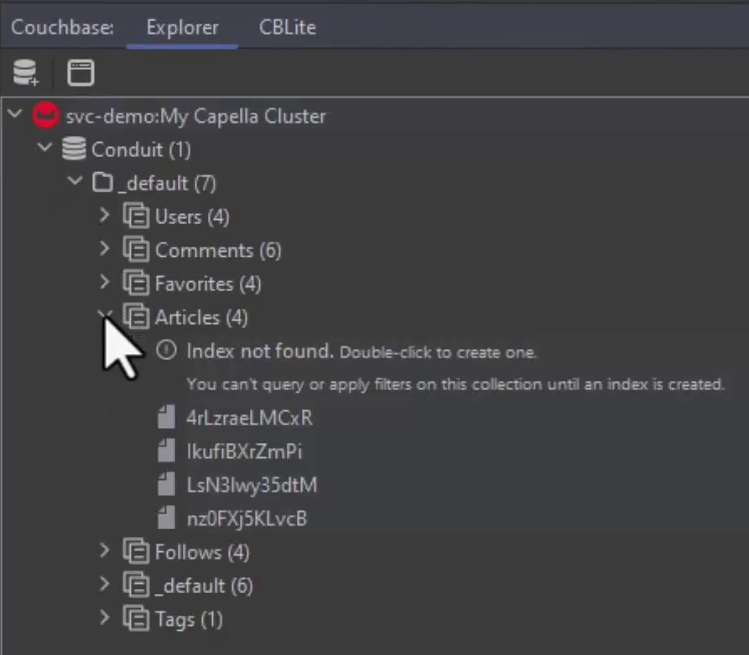 Couchbase: Explorer CBLite
svc-demo:My Capella Cluster
Conduit (1)
_default (7)
Users (4)
Comments (6)
Favorites (4)
Articles (4)
Index not found. Double-click to create one.
You can't query or apply filters on this collection until an index is created.
4rLzraeLMCxR
IkufiBXrZmPi
LsN3lwy35dtM
nz0FXj5KLvcB
Follows (4)
_default (6)
Tags (1)